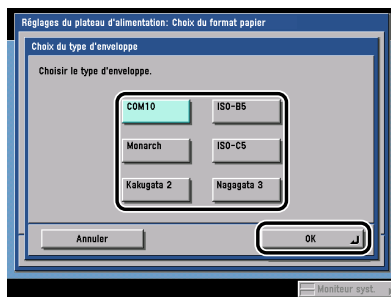 Réglages du plateau d'alimentation: Choix du format papier
Choix du type d'enveloppe
Choisir le type d'enveloppe.
COM10 ISO-B5
Monarch ISO-C5
Kakugata 2 Nagagata 3
Annuler OK
Moniteur syst.